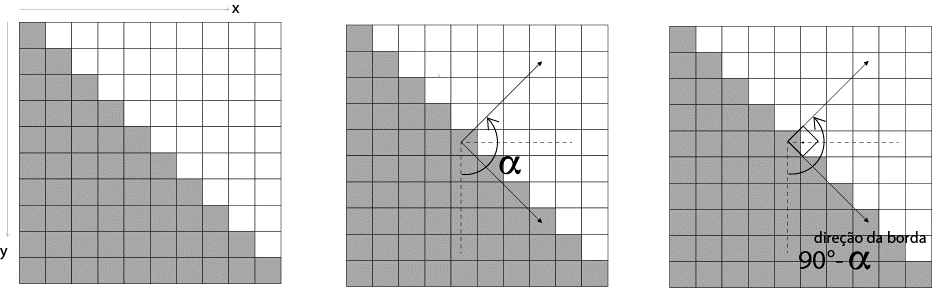 x
y
α
direção da borda
90°- α